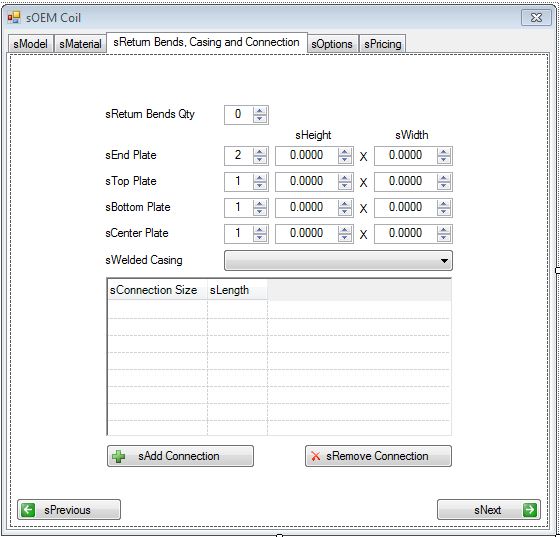 sOEM Coil
sModel sMaterial sReturn Bends, Casing and Connection sOptions sPricing
sReturn Bends Qty 0
sHeight sWidth
sEnd Plate 2 0.0000 X 0.0000
sTop Plate 1 0.0000 X 0.0000
sBottom Plate 1 0.0000 X 0.0000
sCenter Plate 1 0.0000 X 0.0000
sWelded Casing
sConnection Size sLength
sAdd Connection sRemove Connection
sPrevious sNext